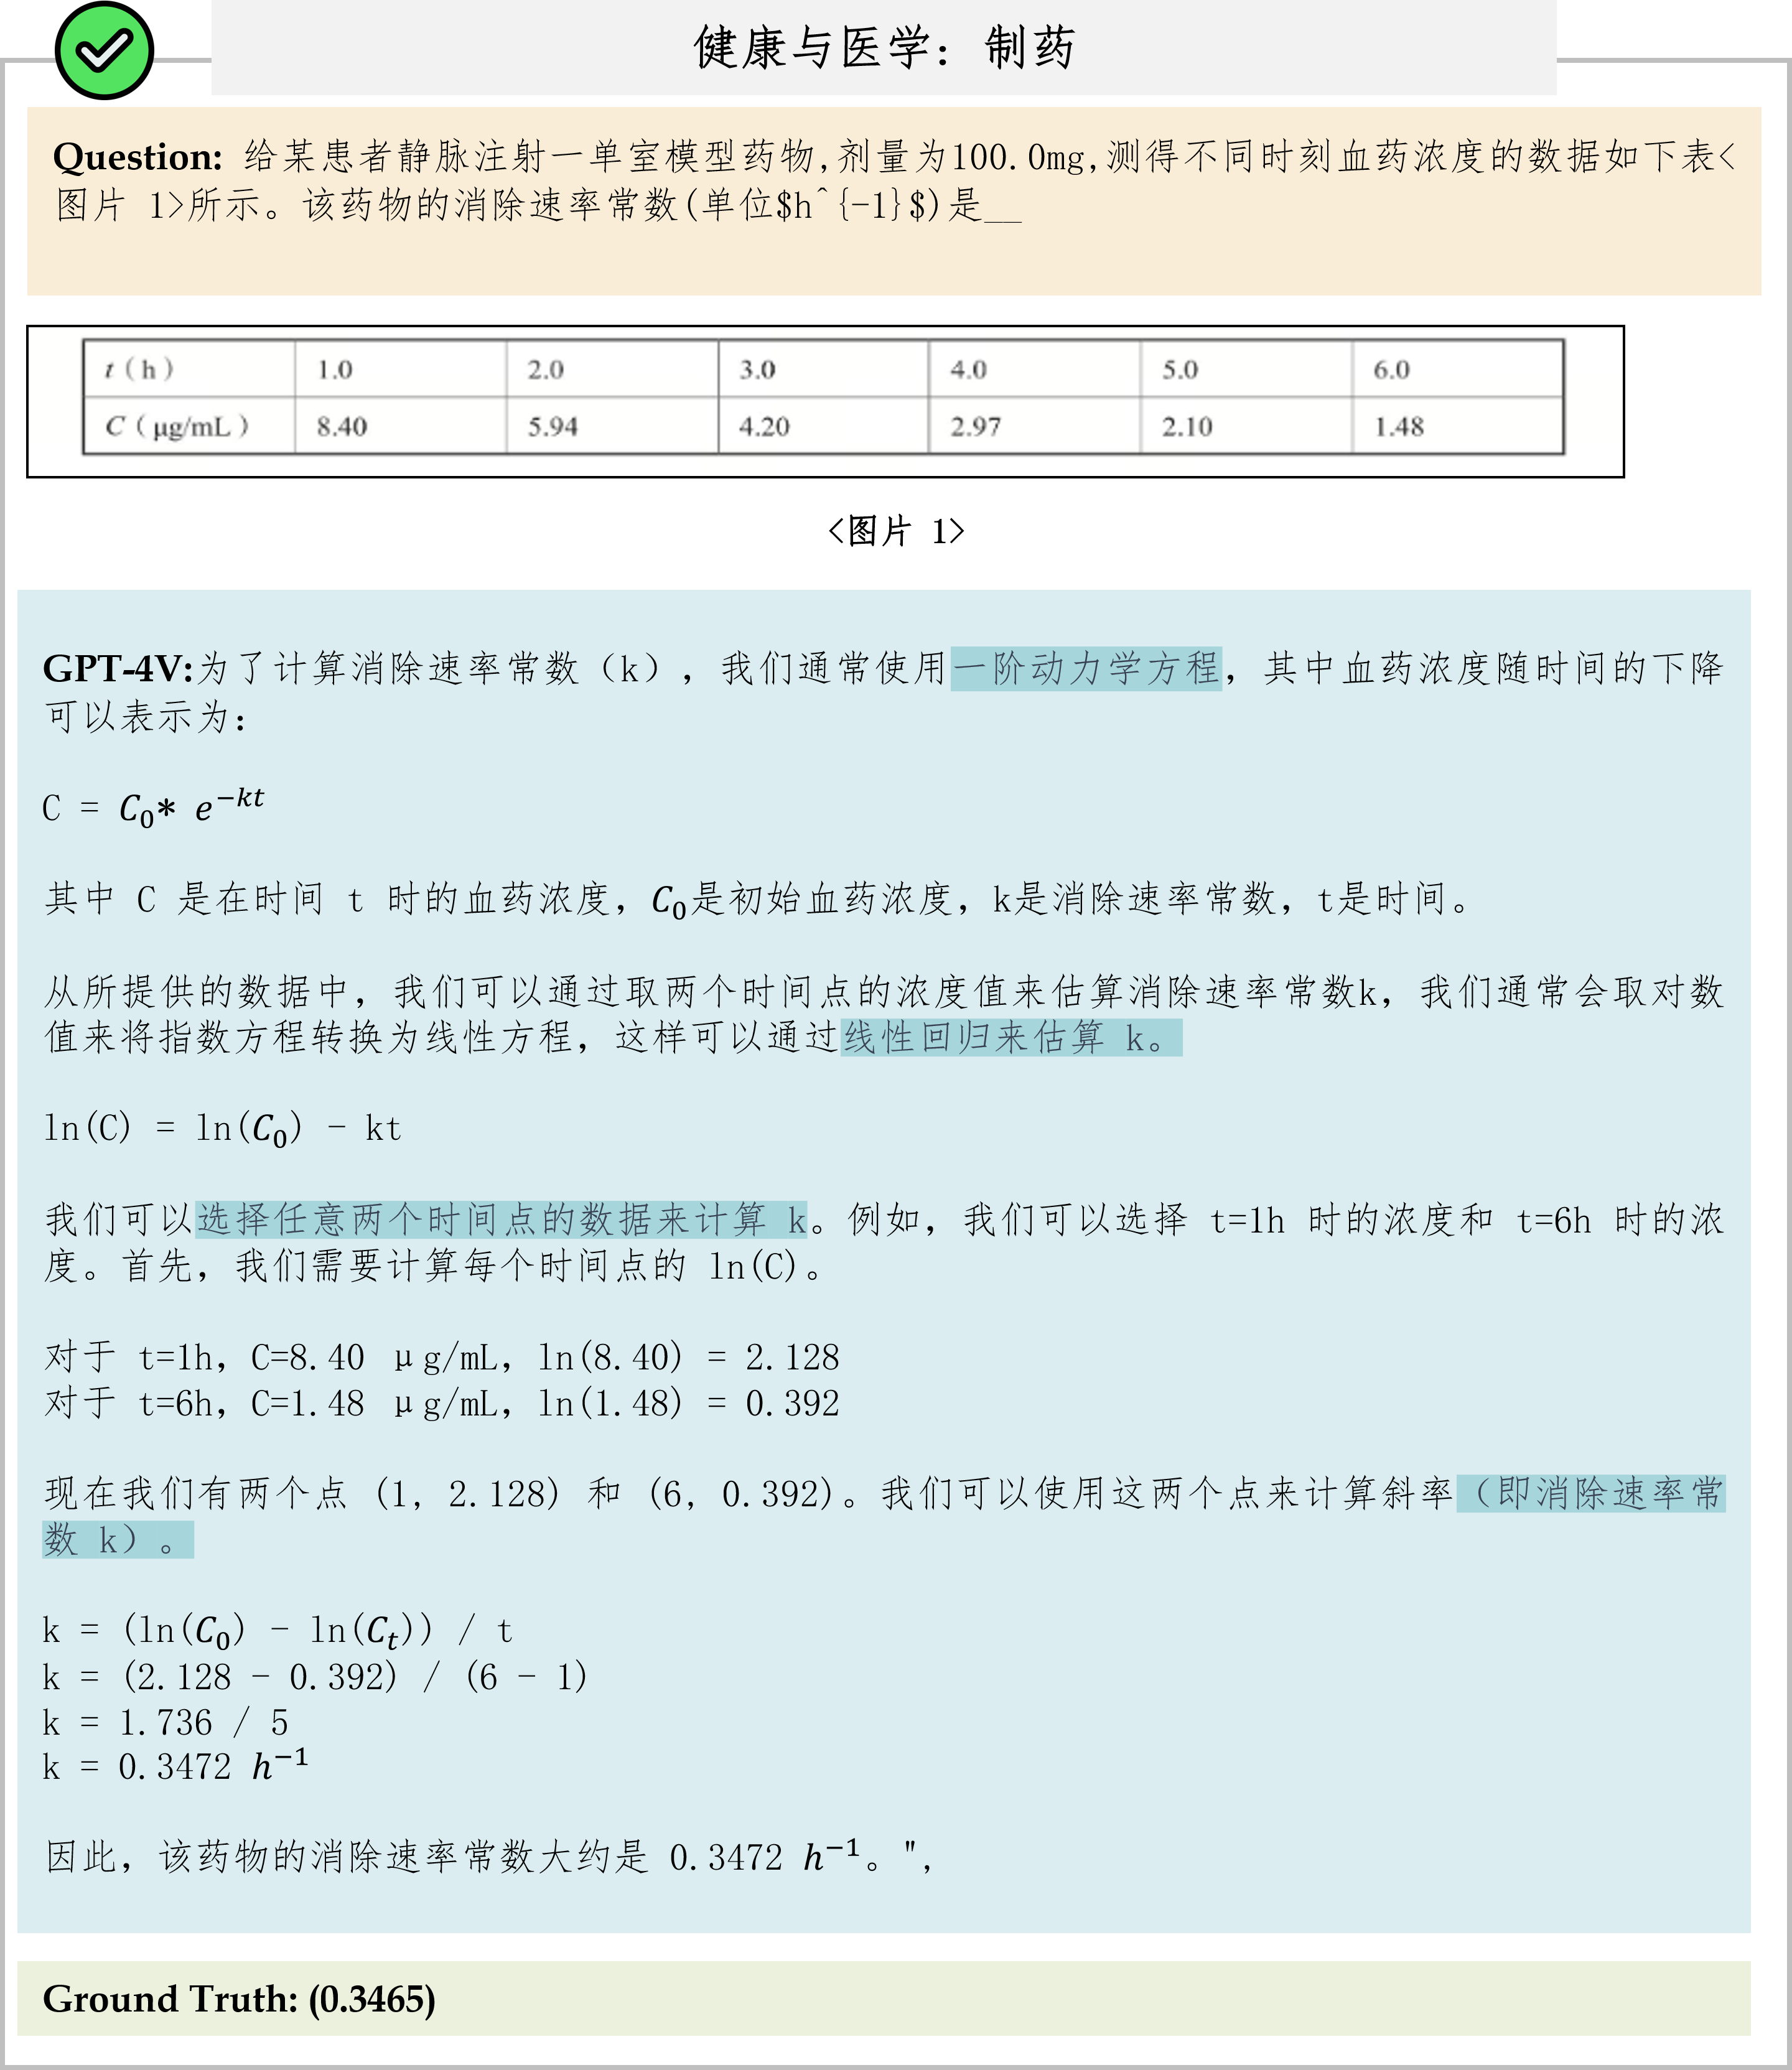 健康与医学：制药
Question: 给某患者静脉注射一单室模型药物,剂量为100.0mg,测得不同时刻血药浓度的数据如下表<
图片 1>所示。该药物的消除速率常数(单位$h^{-1}$)是__
t（h） 1.0 2.0 3.0 4.0 5.0 6.0
C（μg/mL） 8.40 5.94 4.20 2.97 2.10 1.48
<图片 1>
GPT-4V:为了计算消除速率常数（k），我们通常使用一阶动力学方程，其中血药浓度随时间的下降
可以表示为：
C = C₀* e⁻ᵏᵗ
其中 C 是在时间 t 时的血药浓度，C₀是初始血药浓度，k是消除速率常数，t是时间。
从所提供的数据中，我们可以通过取两个时间点的浓度值来估算消除速率常数k，我们通常会取对数
值来将指数方程转换为线性方程，这样可以通过线性回归来估算 k。
ln(C) = ln(C₀) - kt
我们可以选择任意两个时间点的数据来计算 k。例如，我们可以选择 t=1h 时的浓度和 t=6h 时的浓
度。首先，我们需要计算每个时间点的 ln(C)。
对于 t=1h，C=8.40 μg/mL，ln(8.40) = 2.128
对于 t=6h，C=1.48 μg/mL，ln(1.48) = 0.392
现在我们有两个点 (1, 2.128) 和 (6, 0.392)。我们可以使用这两个点来计算斜率（即消除速率常
数 k）。
k = (ln(C₀) - ln(Cₜ)) / t
k = (2.128 - 0.392) / (6 - 1)
k = 1.736 / 5
k = 0.3472 h⁻¹
因此，该药物的消除速率常数大约是 0.3472 h⁻¹。",
Ground Truth: (0.3465)